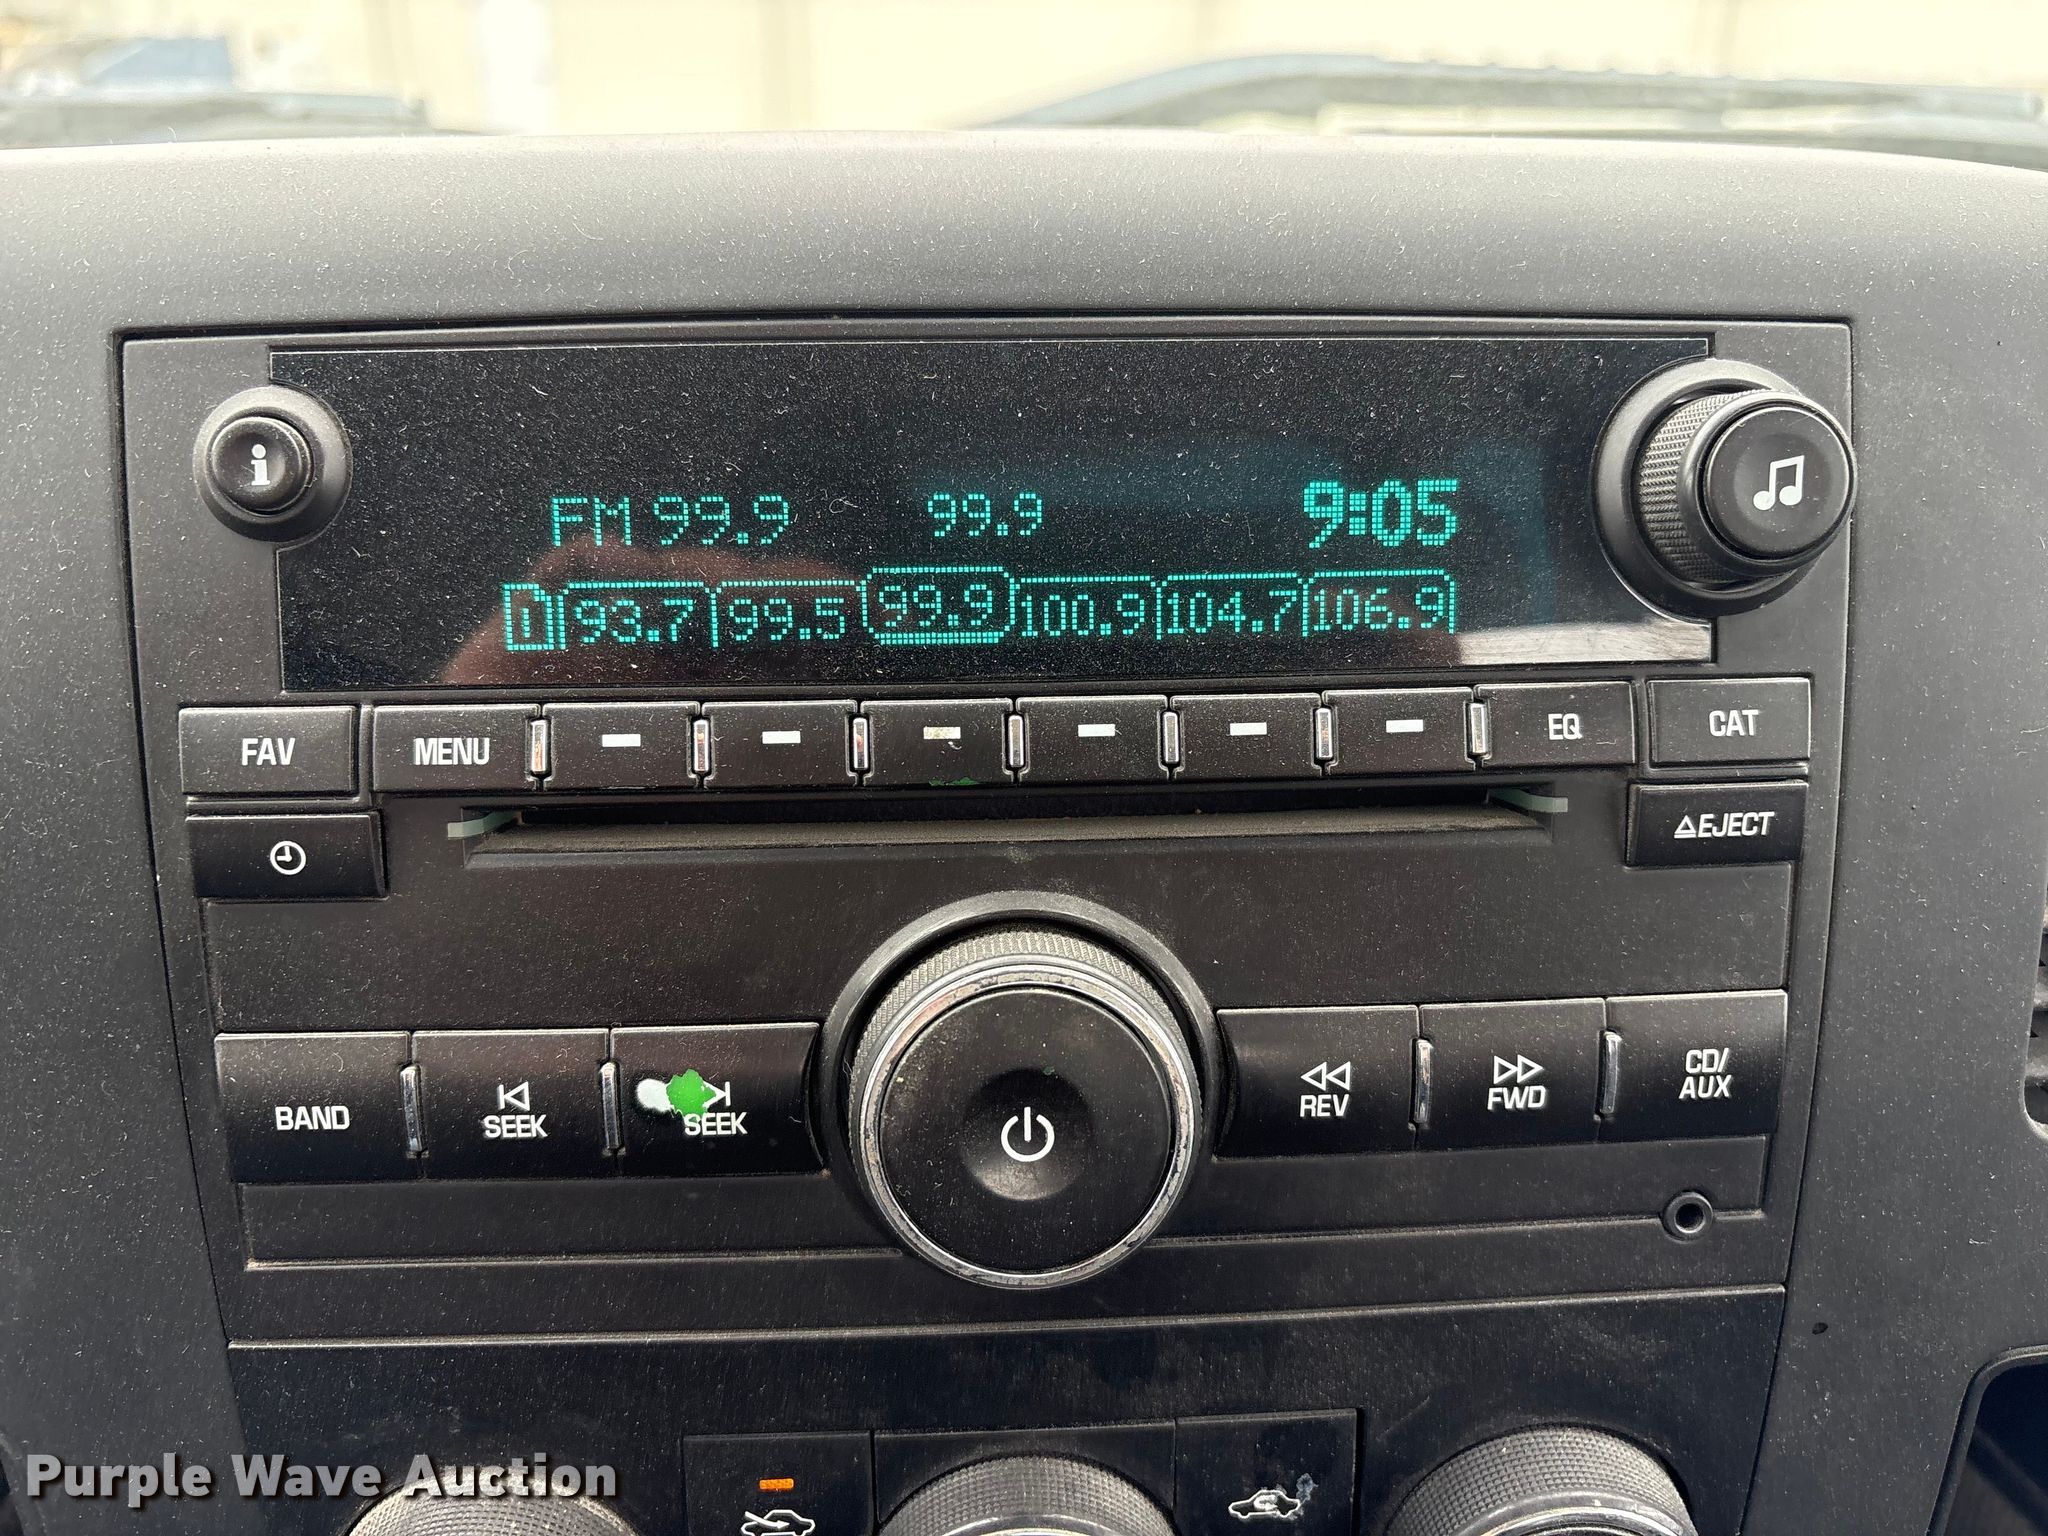 i
FM 99.9 99.9 9:05
1 93.7 99.5 99.9 100.9 104.7 106.9
FAV MENU EQ CAT
EJECT
BAND SEEK SEEK REV FWD CD/
AUX
Purple Wave Auction